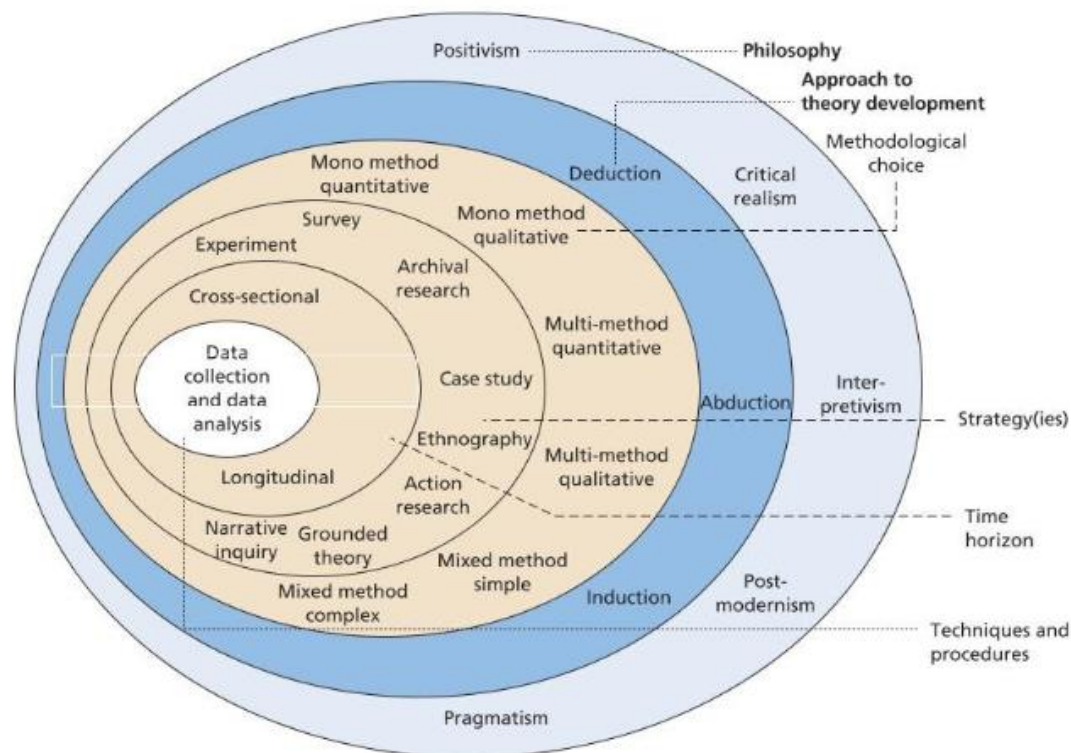 Positivism
Philosophy
Approach to
theory development
Methodological
choice
Mono method
quantitative
Deduction
Critical
realism
Survey
Mono method
qualitative
Experiment
Archival
research
Cross-sectional
Multi-method
quantitative
Data
collection
and data
analysis
Case study
Inter-
pretivism
Abduction
Strategy(ies)
Ethnography
Multi-method
qualitative
Longitudinal
Action
research
Narrative
inquiry
Grounded
theory
Time
horizon
Mixed method
simple
Mixed method
complex
Induction
Post-
modernism
Techniques and
procedures
Pragmatism